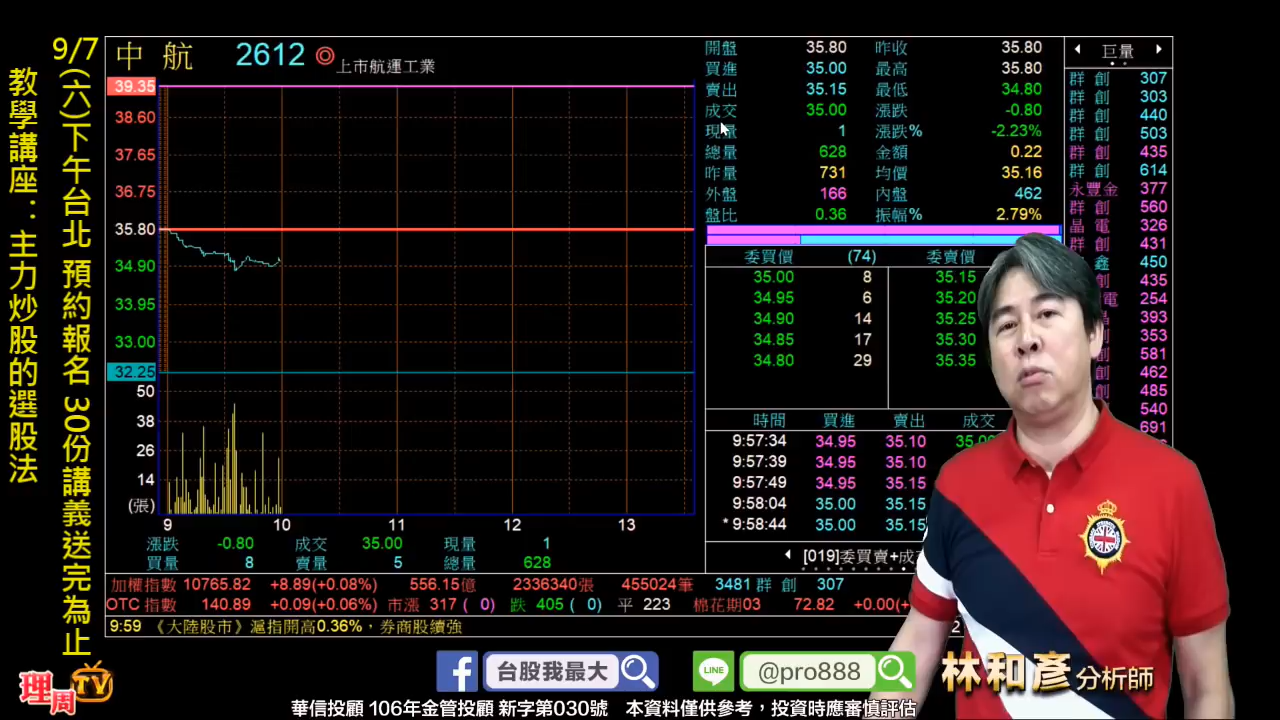 9/7(六)下午台北 預約報名 30份講義送完為止
教學講座：主力炒股的選股法
中航 2612 ◎上市航運工業
39.35
38.60
37.65
36.75
35.80
34.90
33.95
33.00
32.25
50
38
26
14
(張)
9 10 11 12 13
漲跌 -0.80 成交 35.00 現量 1
買量 8 賣量 5 總量 628
開盤 35.80 昨收 35.80
買進 35.00 最高 35.80
賣出 35.15 最低 34.80
成交 35.00 漲跌 -0.80
現量 1 漲跌% -2.23%
總量 628 金額 0.22
昨量 731 均價 35.16
外盤 166 內盤 462
盤比 0.36 振幅% 2.79%
委買價 (74) 委賣價
35.00 8 35.15
34.95 6 35.20
34.90 14 35.25
34.85 17 35.30
34.80 29 35.35
時間 買進 賣出 成交
9:57:34 34.95 35.10 35.00
9:57:39 34.95 35.10
9:57:49 34.95 35.15
9:58:04 35.00 35.15
*9:58:44 35.00 35.15
[019]委買賣+成
巨量
群創 307
群創 303
群創 440
群創 503
群創 435
群創 614
永豐金 377
群創 560
晶電 326
群創 431
鑫 450
創 435
電 254
393
創 353
581
462
485
540
691
加權指數 10765.82 +8.89(+0.08%) 556.15億 2336340張 455024筆 3481 群創 307
OTC指數 140.89 +0.09(+0.06%) 市漲 317 ( 0) 跌 405 ( 0) 平 223 棉花期03 72.82 +0.00(+
9:59 《大陸股市》滬指開高0.36%，券商股續強
理周TV
台股我最大
LINE @pro888
林和彥分析師
華信投顧 106年金管投顧 新字第030號 本資料僅供參考，投資時應審慎評估